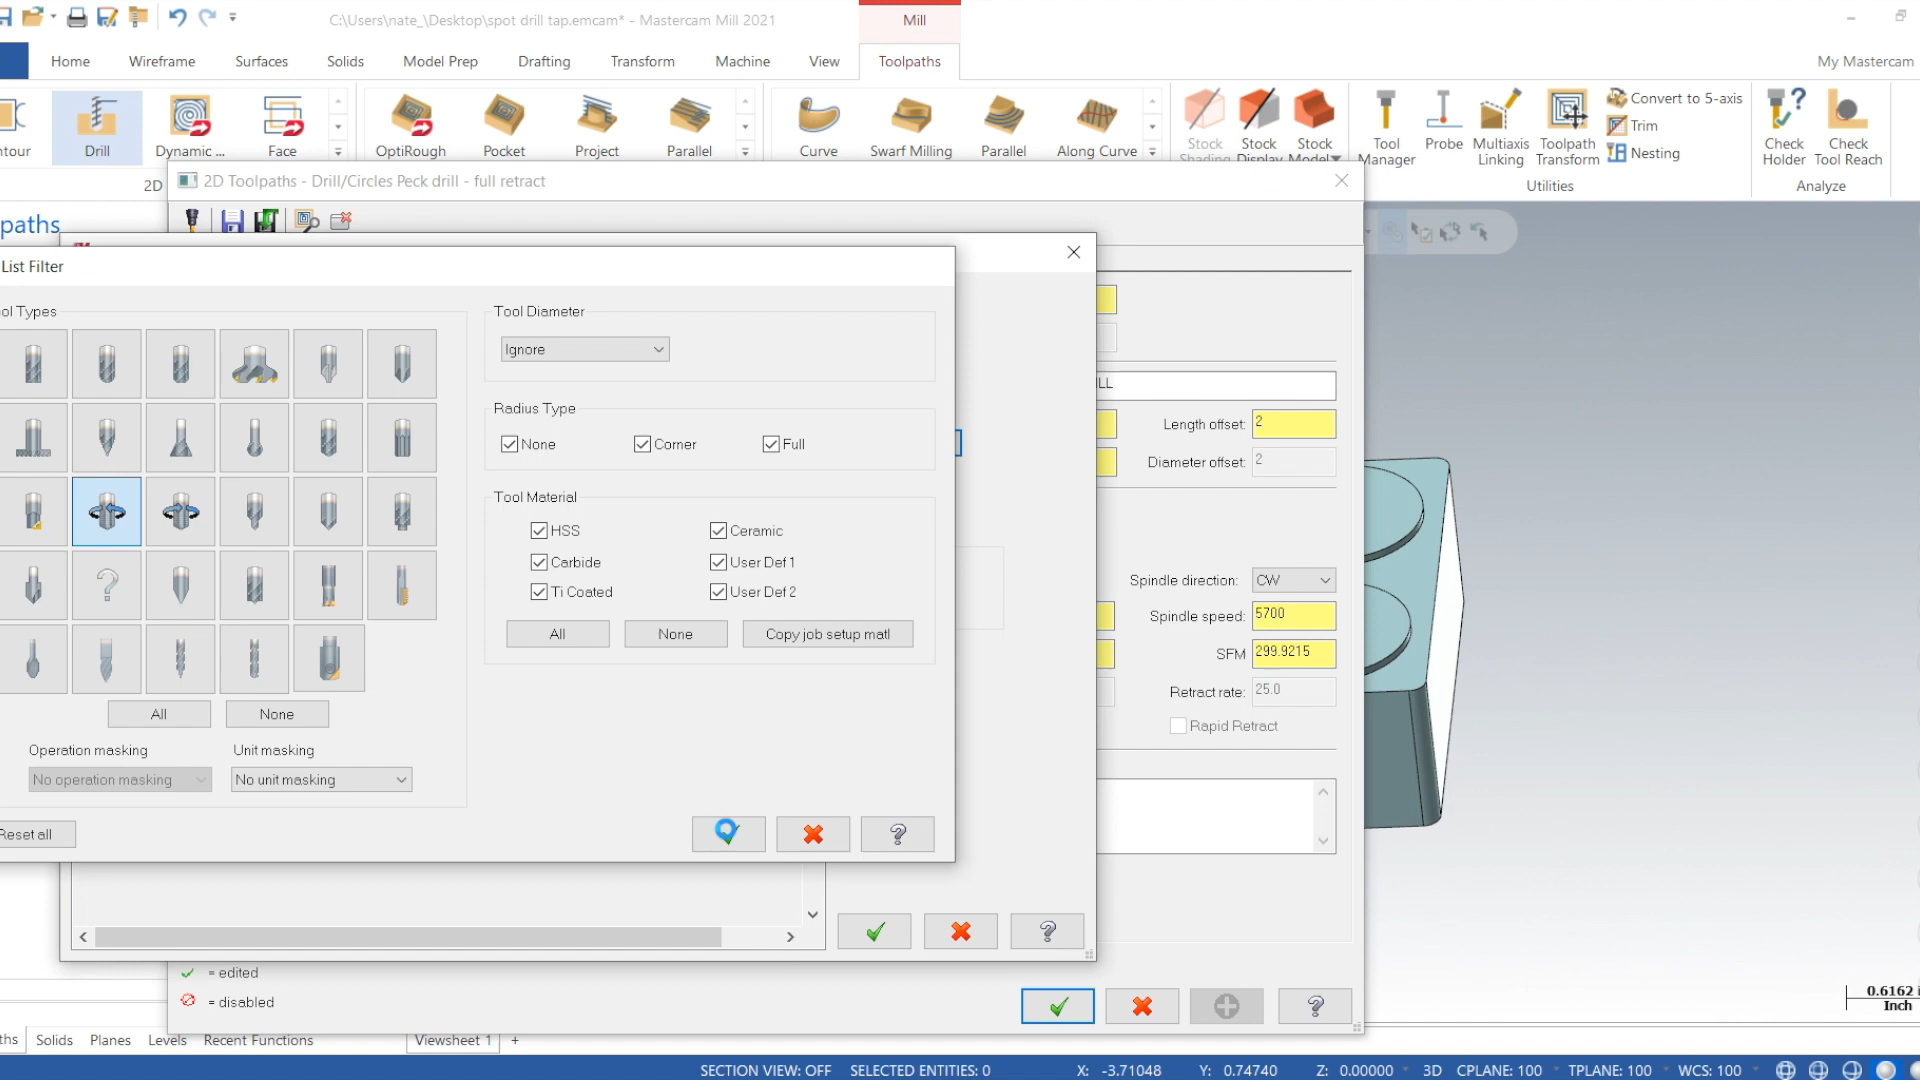 C:\Users\nate_\Desktop\spot drill tap.emcam* - Mastercam Mill 2021
Mill
Home
Wireframe
Surfaces
Solids
Model Prep
Drafting
Transform
Machine
View
Toolpaths
My Mastercam
ntour
Drill
Dynamic ...
Face
OptiRough
Pocket
Project
Parallel
Curve
Swarf Milling
Parallel
Along Curve
Stock
Shading
Stock
Display
Stock
Model
Tool
Manager
Probe
Multiaxis
Linking
Toolpath
Transform
Convert to 5-axis
Trim
Nesting
Check
Holder
Check
Tool Reach
2D
Utilities
Analyze
2D Toolpaths - Drill/Circles Peck drill - full retract
paths
List Filter
ol Types
All
None
Operation masking
No operation masking
Unit masking
No unit masking
Reset all
Tool Diameter
Ignore
Radius Type
None
Corner
Full
Tool Material
HSS
Carbide
Ti Coated
Ceramic
User Def 1
User Def 2
All
None
Copy job setup matl
ILL
Length offset:
2
Diameter offset:
2
Spindle direction:
CW
Spindle speed:
5700
SFM
299.9215
Retract rate:
25.0
Rapid Retract
= edited
= disabled
0.6162 i
Inch
ths
Solids
Planes
Levels
Recent Functions
Viewsheet 1
+
SECTION VIEW: OFF
SELECTED ENTITIES: 0
X: -3.71048
Y: 0.74740
Z: 0.00000
3D
CPLANE: 100
TPLANE: 100
WCS: 100